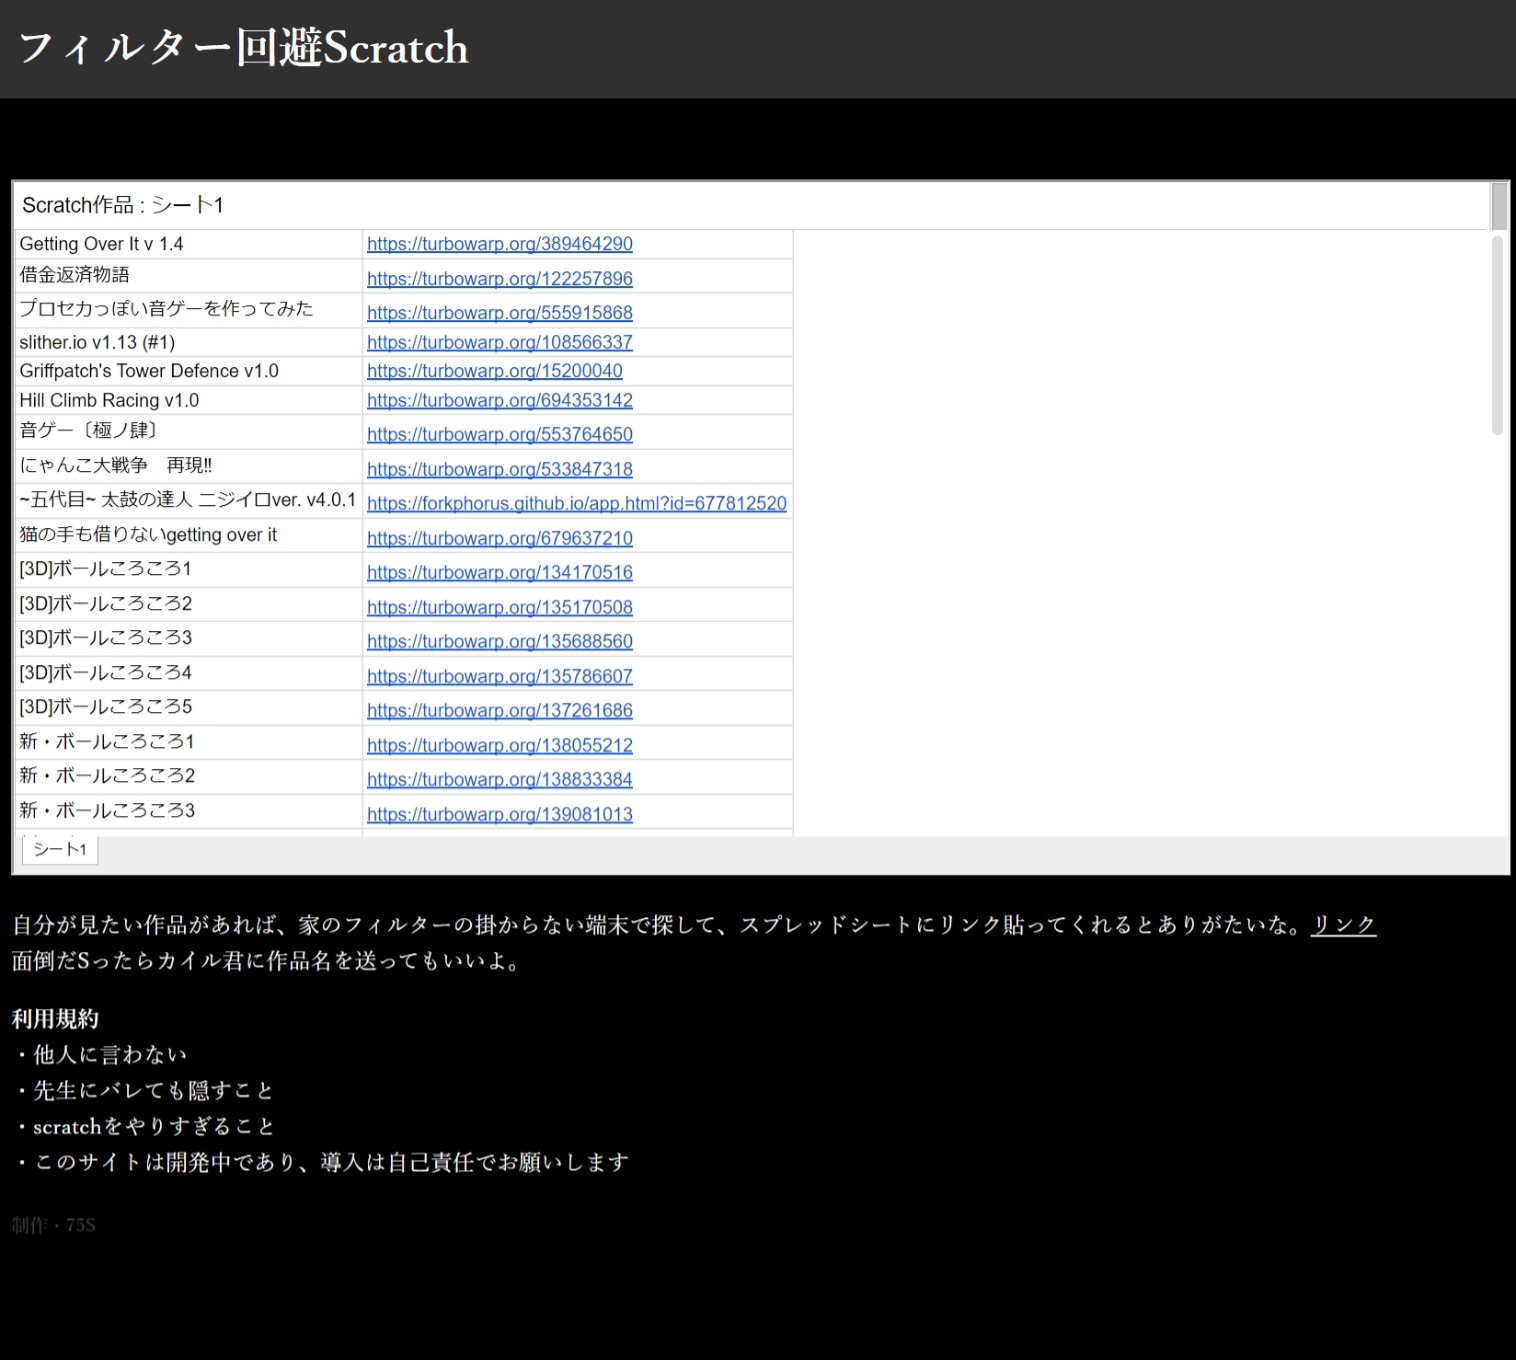 フィルター回避Scratch
Scratch作品 : シート1
Getting Over It v 1.4 https://turbowarp.org/389464290
借金返済物語 https://turbowarp.org/122257896
プロセカっぽい音ゲーを作ってみた https://turbowarp.org/555915868
slither.io v1.13 (#1) https://turbowarp.org/108566337
Griffpatch's Tower Defence v1.0 https://turbowarp.org/15200040
Hill Climb Racing v1.0 https://turbowarp.org/694353142
音ゲー〔極ノ肆〕 https://turbowarp.org/553764650
にゃんこ大戦争　再現‼ https://turbowarp.org/533847318
~五代目~ 太鼓の達人 ニジイロver. v4.0.1 https://forkphorus.github.io/app.html?id=677812520
猫の手も借りないgetting over it https://turbowarp.org/679637210
[3D]ボールころころ1 https://turbowarp.org/134170516
[3D]ボールころころ2 https://turbowarp.org/135170508
[3D]ボールころころ3 https://turbowarp.org/135688560
[3D]ボールころころ4 https://turbowarp.org/135786607
[3D]ボールころころ5 https://turbowarp.org/137261686
新・ボールころころ1 https://turbowarp.org/138055212
新・ボールころころ2 https://turbowarp.org/138833384
新・ボールころころ3 https://turbowarp.org/139081013
シート1
自分が見たい作品があれば、家のフィルターの掛からない端末で探して、スプレッドシートにリンク貼ってくれるとありがたいな。リンク
面倒だSったらカイル君に作品名を送ってもいいよ。
利用規約
・他人に言わない
・先生にバレても隠すこと
・scratchをやりすぎること
・このサイトは開発中であり、導入は自己責任でお願いします
制作・75S